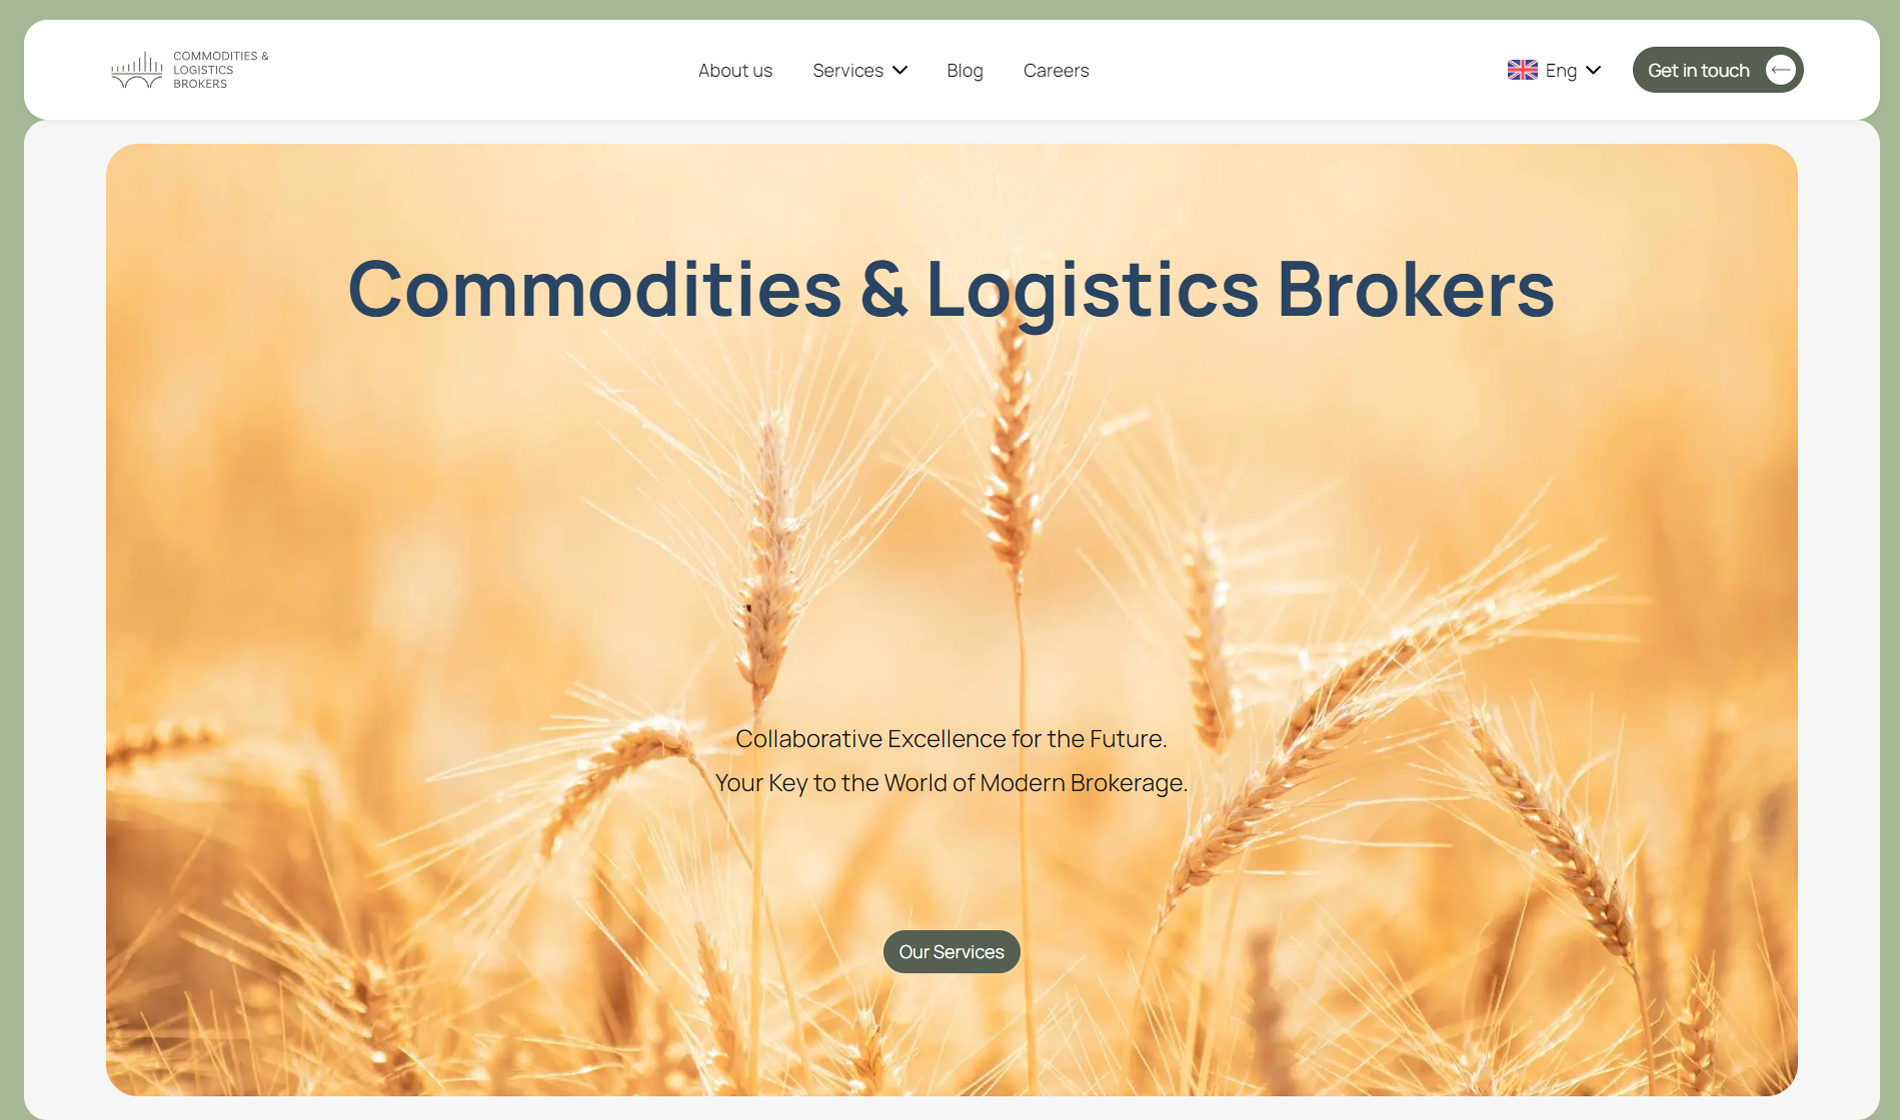 COMMODITIES &
LOGISTICS
BROKERS
About us
Services
Blog
Careers
Eng
Get in touch
Commodities & Logistics Brokers
Collaborative Excellence for the Future.
Your Key to the World of Modern Brokerage.
Our Services